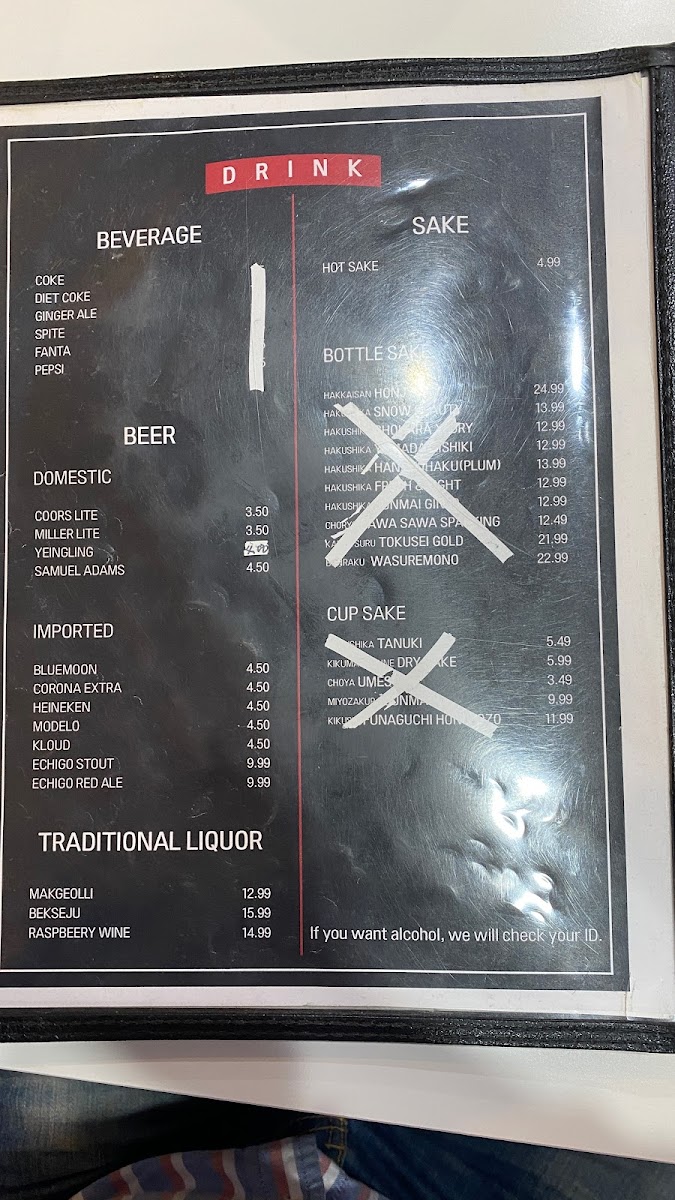 DRINK
BEVERAGE
COKE
DIET COKE
GINGER ALE
SPITE
FANTA
PEPSI
BEER
DOMESTIC
COORS LITE 3.50
MILLER LITE 3.50
YEINGLING 4.00
SAMUEL ADAMS 4.50
IMPORTED
BLUEMOON 4.50
CORONA EXTRA 4.50
HEINEKEN 4.50
MODELO 4.50
KLOUD 4.50
ECHIGO STOUT 9.99
ECHIGO RED ALE 9.99
TRADITIONAL LIQUOR
MAKGEOLLI 12.99
BEKSEJU 15.99
RASPBEERY WINE 14.99
SAKE
HOT SAKE 4.99
BOTTLE SAKE
HAKKAISAN 24.99
SNOW 13.99
HAKUSHIKA 12.99
HAKUSHIKA 12.99
HAKUSHIKA 13.99
HAKUSHIKA 12.99
HAKUSHIKA 12.99
SAWA 12.49
TOKUSEI GOLD 21.99
WASUREMONO 22.99
CUP SAKE
TANUKI 5.49
DRY SAKE 5.99
CHOYA 3.49
9.99
FUNAGUCHI 11.99
If you want alcohol, we will check your ID.